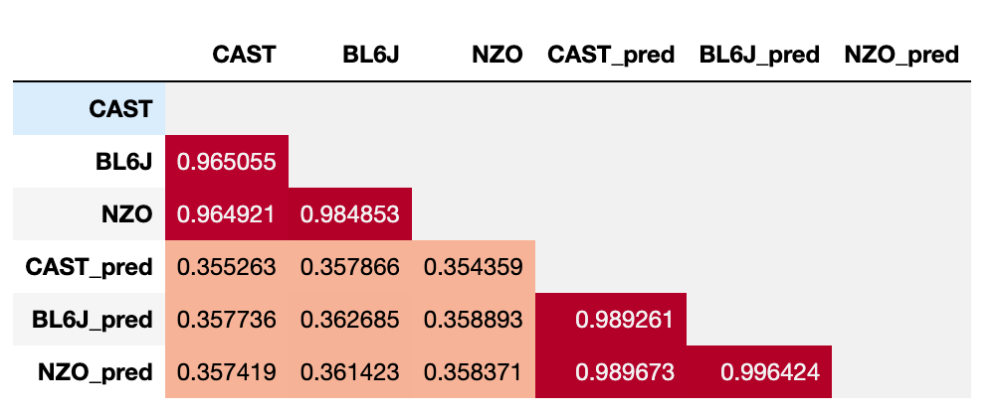 CAST BL6J NZO CAST_pred BL6J_pred NZO_pred
CAST
BL6J 0.965055
NZO 0.964921 0.984853
CAST_pred 0.355263 0.357866 0.354359
BL6J_pred 0.357736 0.362685 0.358893 0.989261
NZO_pred 0.357419 0.361423 0.358371 0.989673 0.996424